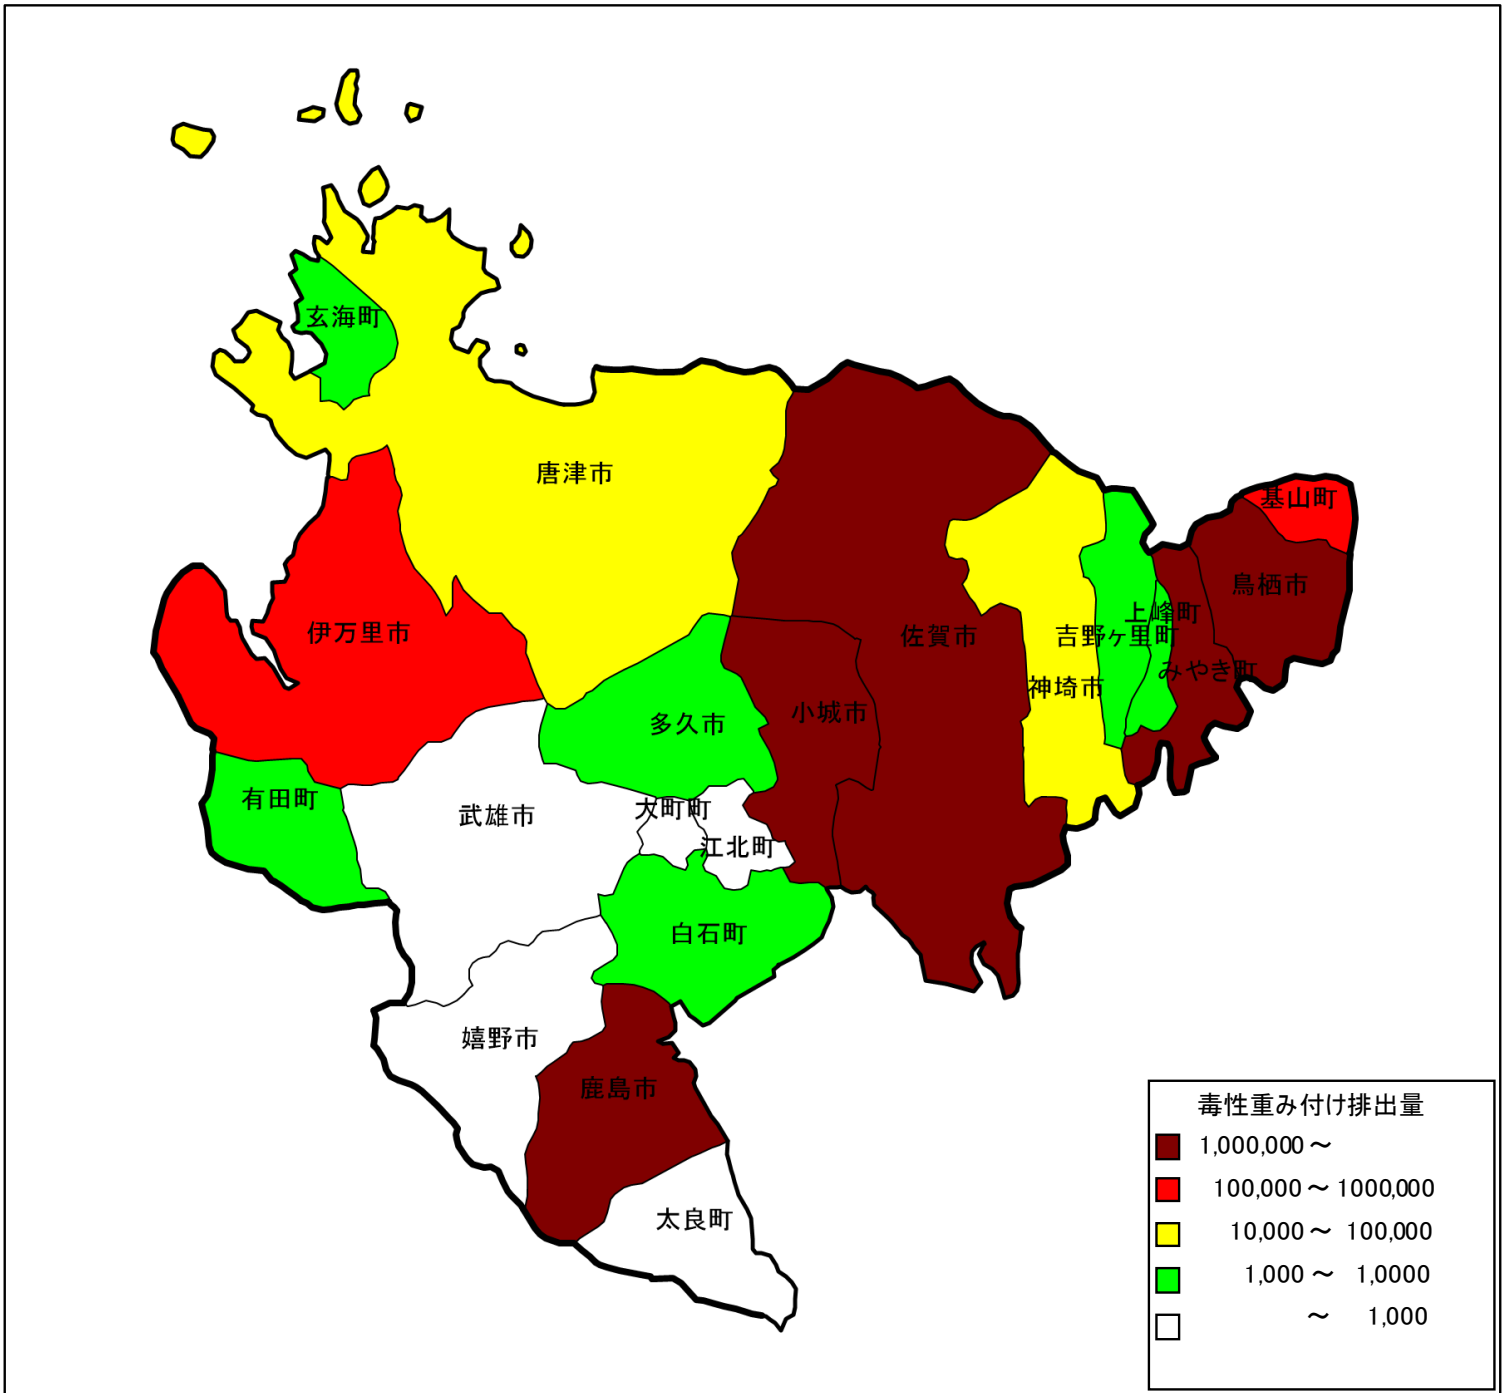 玄海町
唐津市
基山町
鳥栖市
上峰町
伊万里市
佐賀市
吉野ヶ里町
みやき町
神埼市
小城市
多久市
有田町
大町町
武雄市
江北町
白石町
嬉野市
鹿島市
太良町
毒性重み付け排出量
1,000,000～
100,000～1000,000
10,000～ 100,000
1,000～ 1,0000
～ 1,000